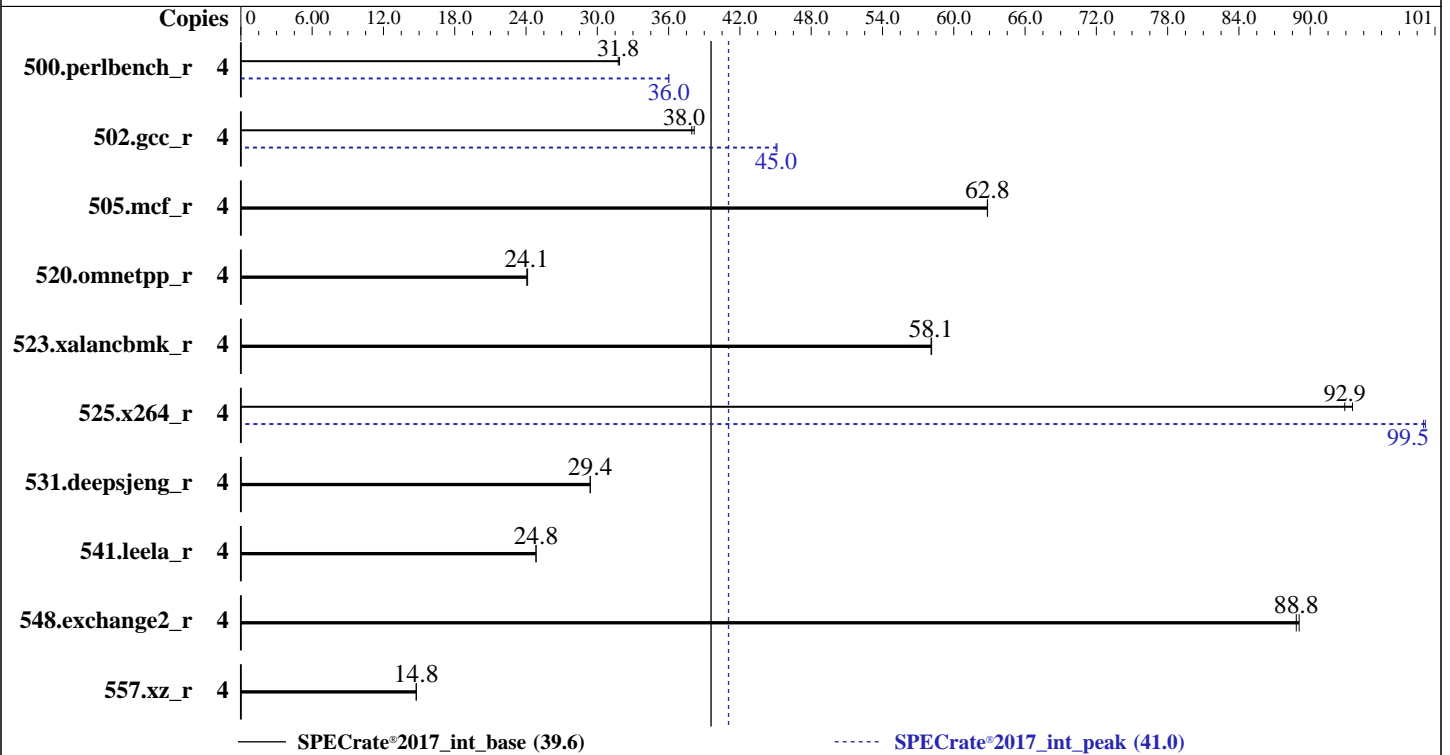 Copies 0 6.00 12.0 18.0 24.0 30.0 36.0 42.0 48.0 54.0 60.0 66.0 72.0 78.0 84.0 90.0 101
31.8
500.perlbench_r 4
36.0
38.0
502.gcc_r 4
45.0
62.8
505.mcf_r 4
24.1
520.omnetpp_r 4
58.1
523.xalancbmk_r 4
92.9
525.x264_r 4
99.5
29.4
531.deepsjeng_r 4
24.8
541.leela_r 4
88.8
548.exchange2_r 4
14.8
557.xz_r 4
SPECrate®2017_int_base (39.6) SPECrate®2017_int_peak (41.0)